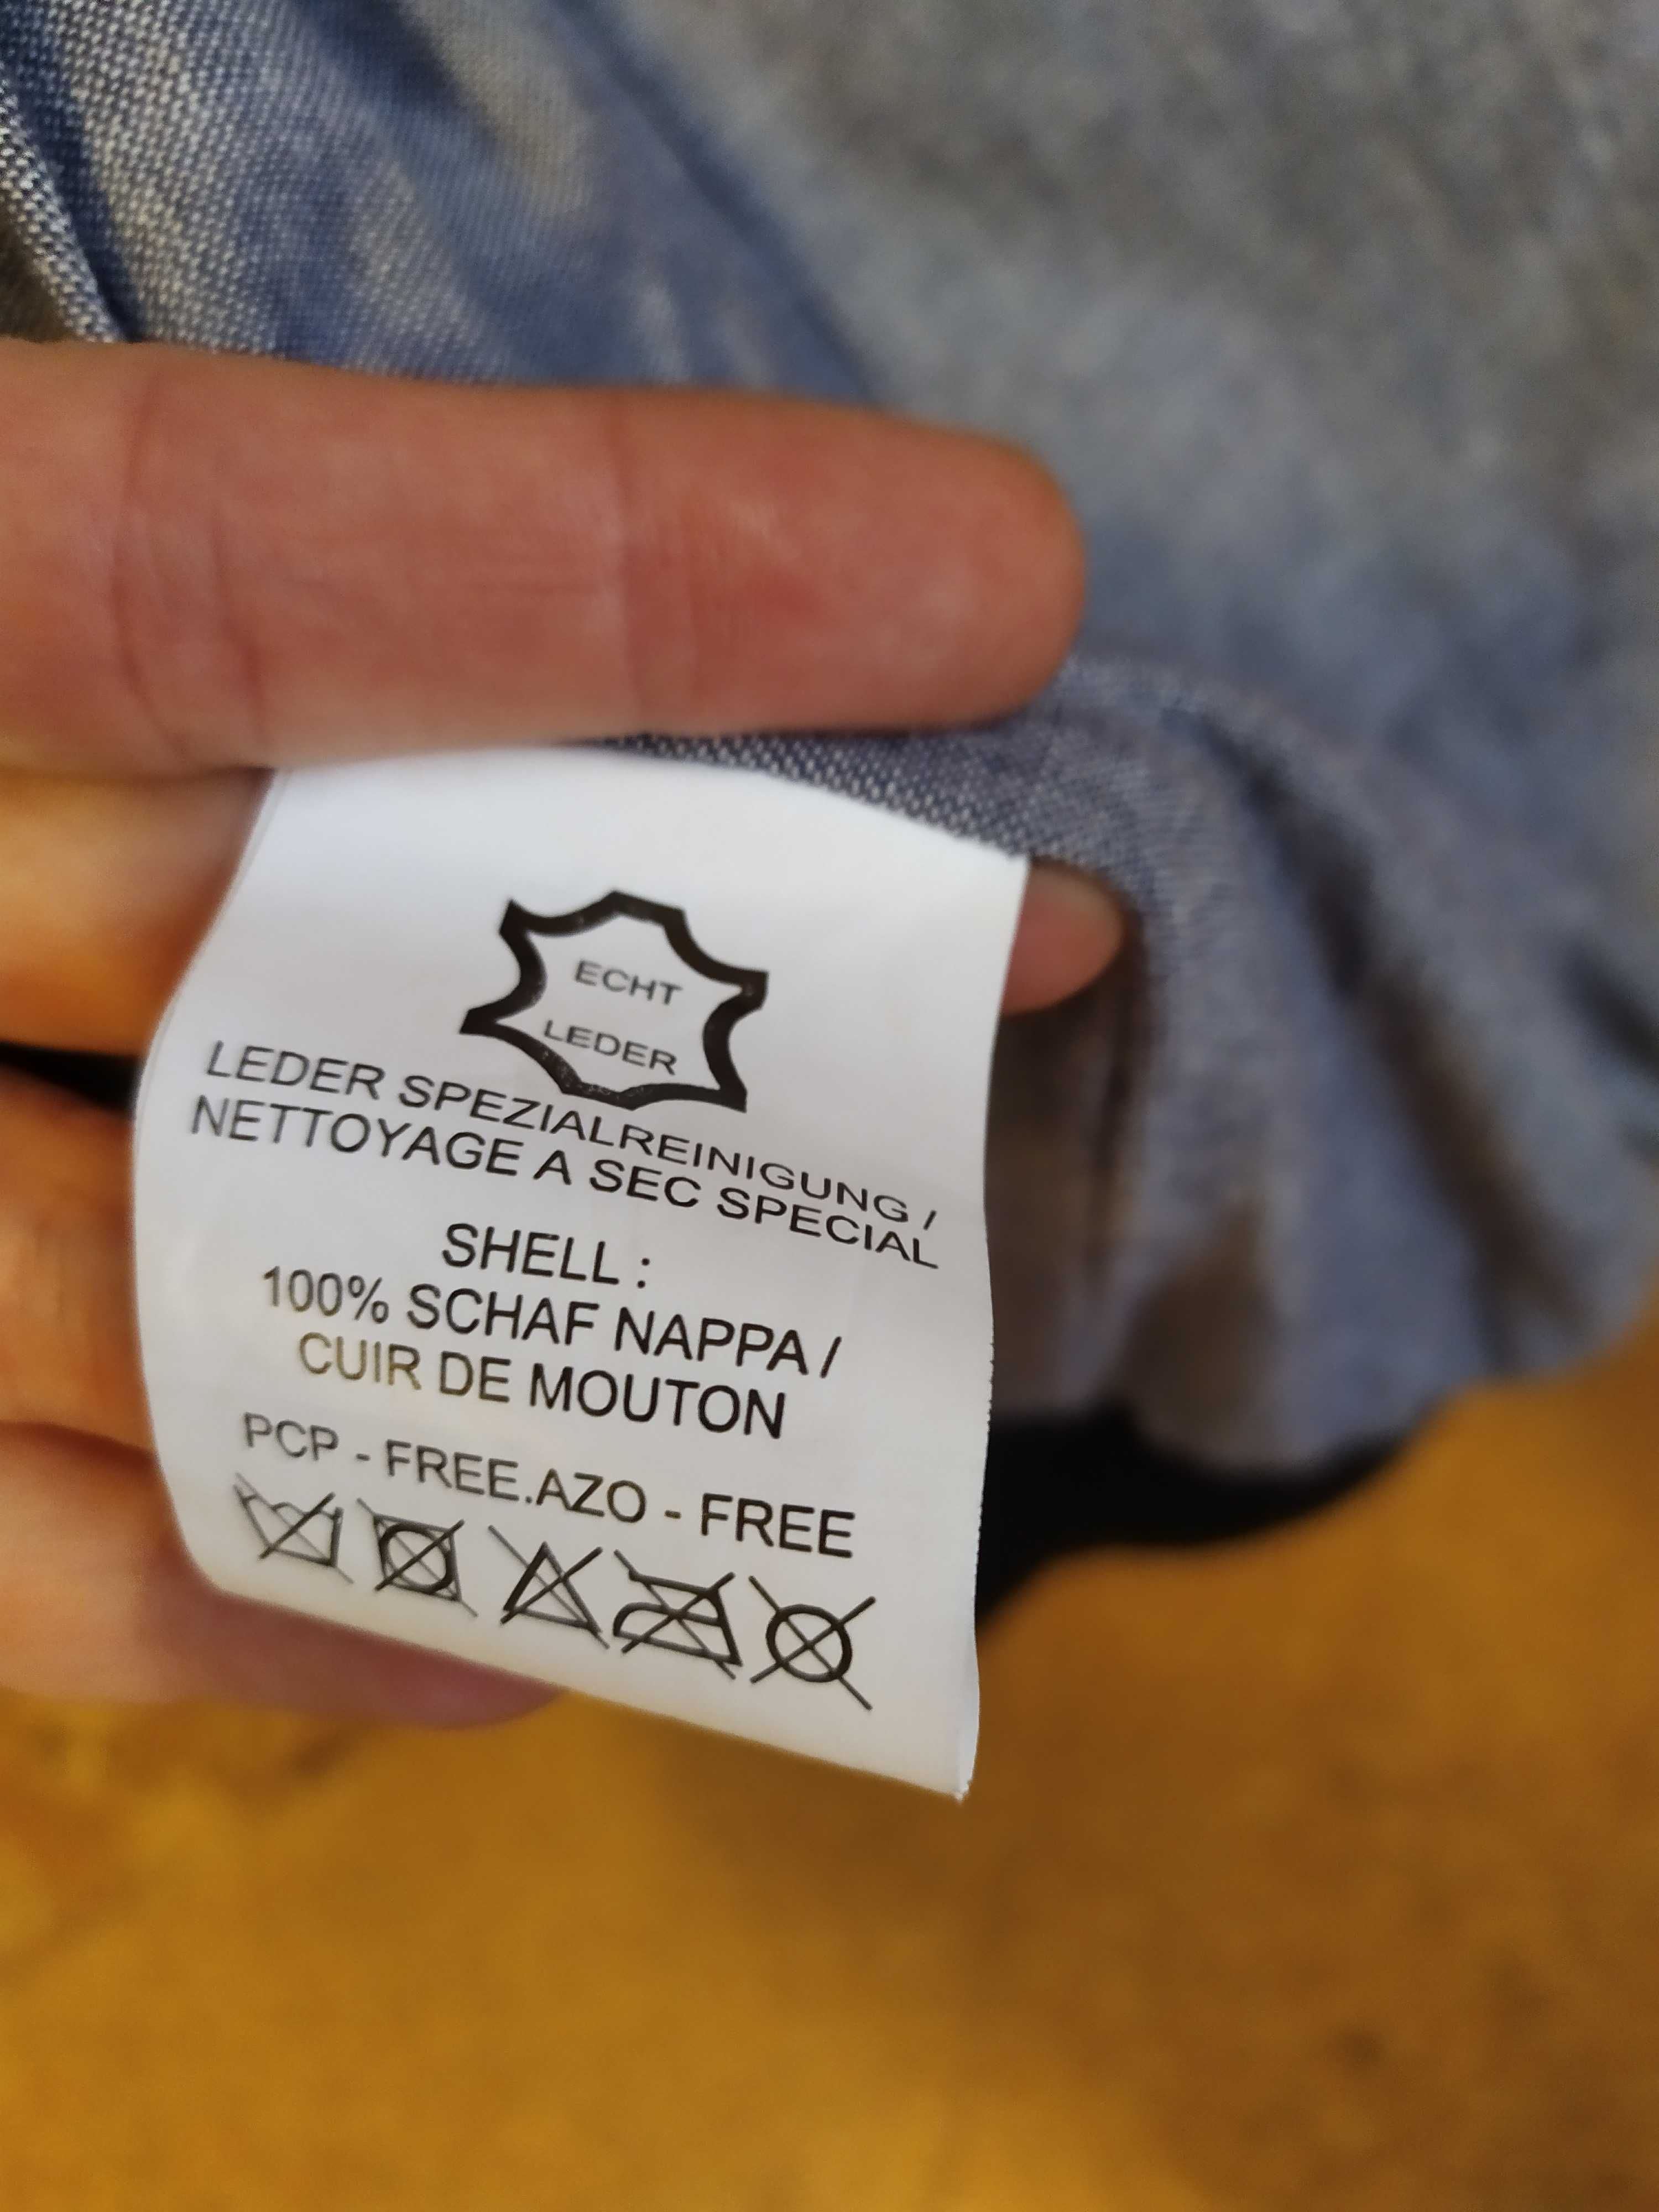 ECHT
LEDER
LEDER SPEZIALREINIGUNG /
NETTOYAGE A SEC SPECIAL
SHELL :
100% SCHAF NAPPA /
CUIR DE MOUTON
PCP - FREE.AZO - FREE